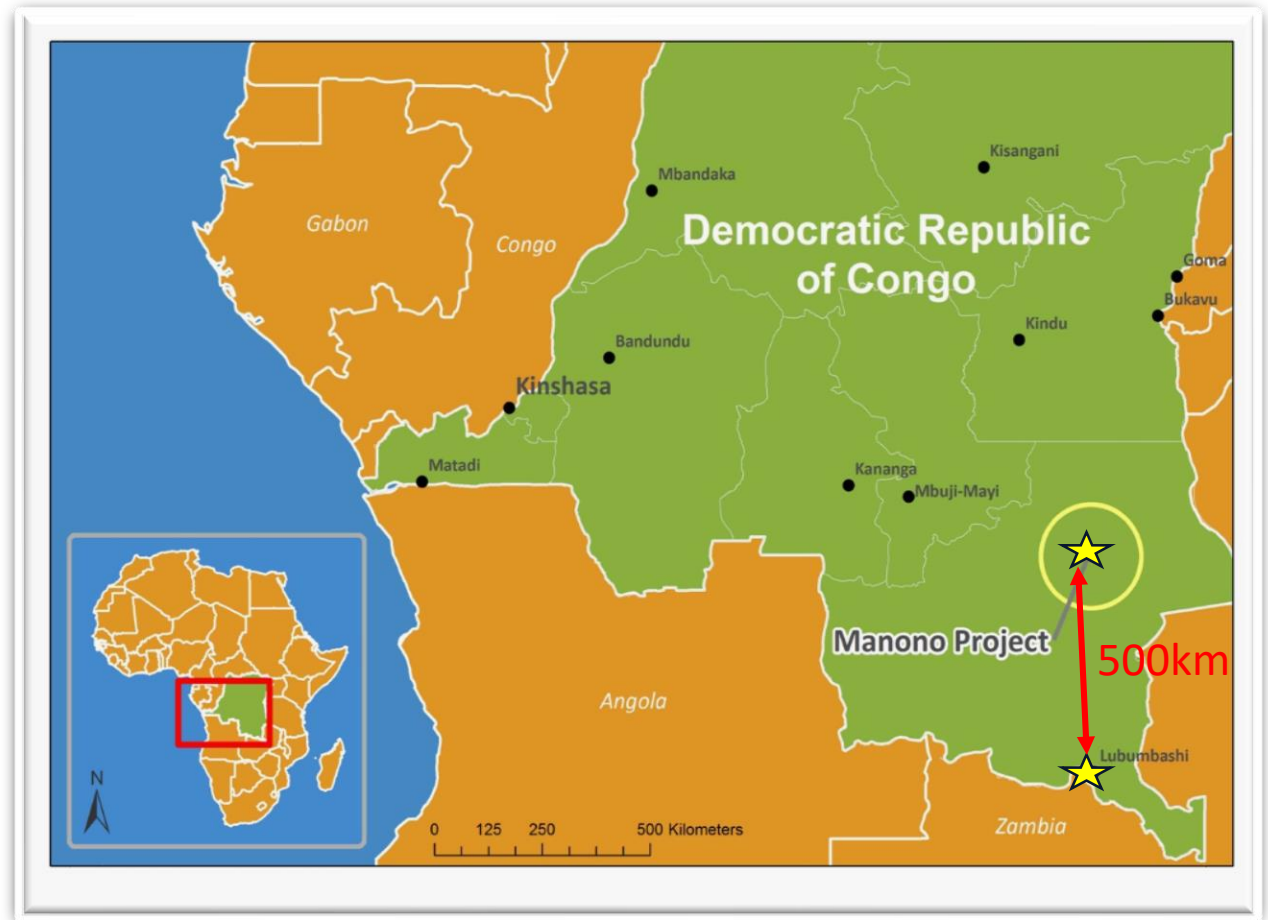 Kisangani
Mbandaka
Democratic Republic
of Congo
Gabon
Congo
Goma
Bukavu
Kindu
Bandundu
Kinshasa
Matadi
Kananga
Mbuji-Mayi
Manono Project
500km
Angola
Lubumbashi
Zambia
N
0 125 250 500 Kilometers